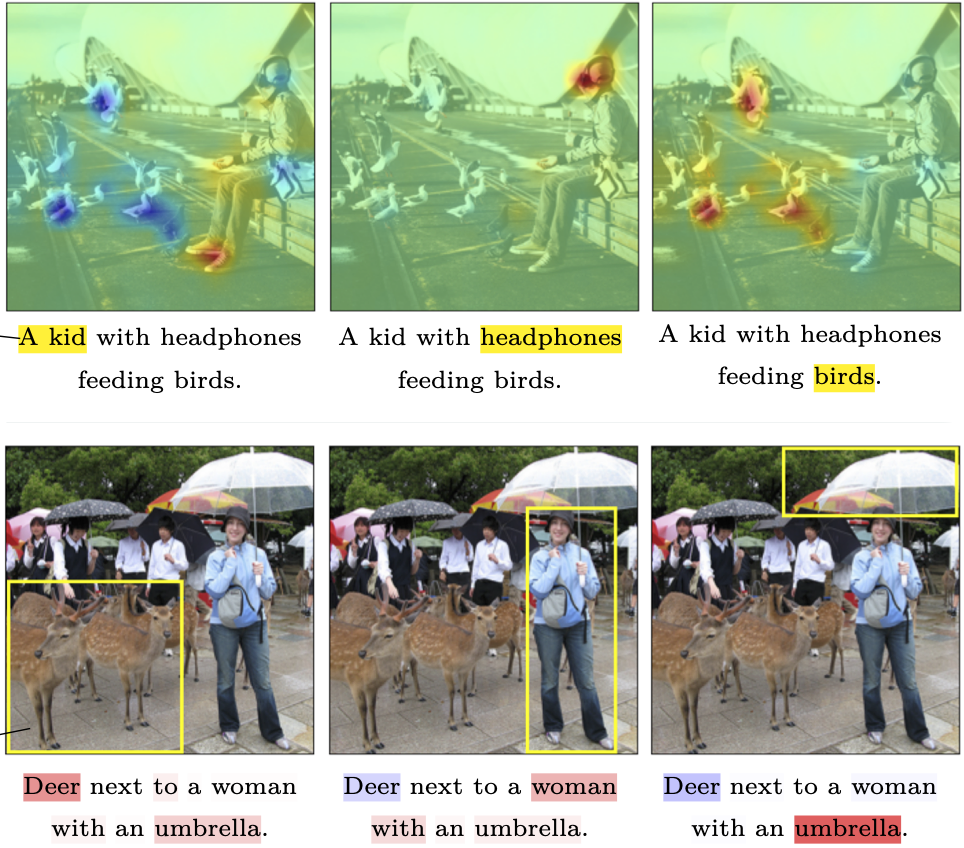 A kid with headphones
feeding birds.
A kid with headphones
feeding birds.
A kid with headphones
feeding birds.
Deer next to a woman
with an umbrella.
Deer next to a woman
with an umbrella.
Deer next to a woman
with an umbrella.